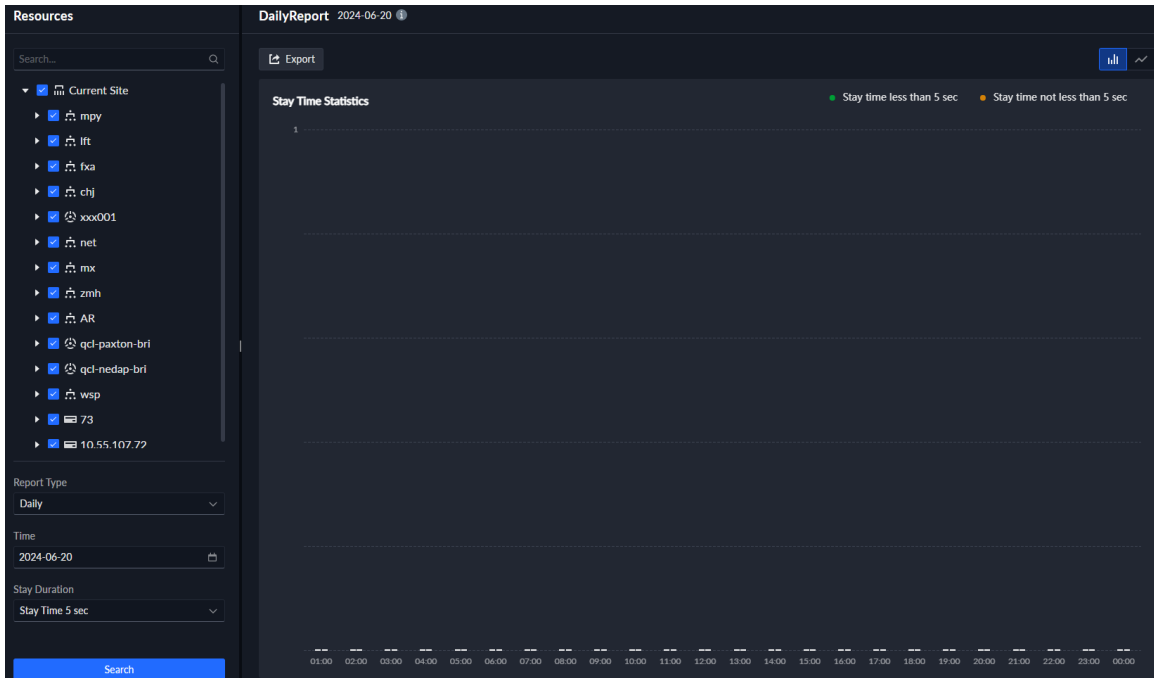 Resources
Search...
Current Site
mpy
lft
fxa
chj
xxx001
net
mx
zmh
AR
qcl-paxton-bri
qcl-nedap-bri
wsp
73
10.55.107.72
Report Type
Daily
Time
2024-06-20
Stay Duration
Stay Time 5 sec
Search
DailyReport 2024-06-20
Export
Stay Time Statistics
Stay time less than 5 sec Stay time not less than 5 sec
1
01:00 02:00 03:00 04:00 05:00 06:00 07:00 08:00 09:00 10:00 11:00 12:00 13:00 14:00 15:00 16:00 17:00 18:00 19:00 20:00 21:00 22:00 23:00 00:00